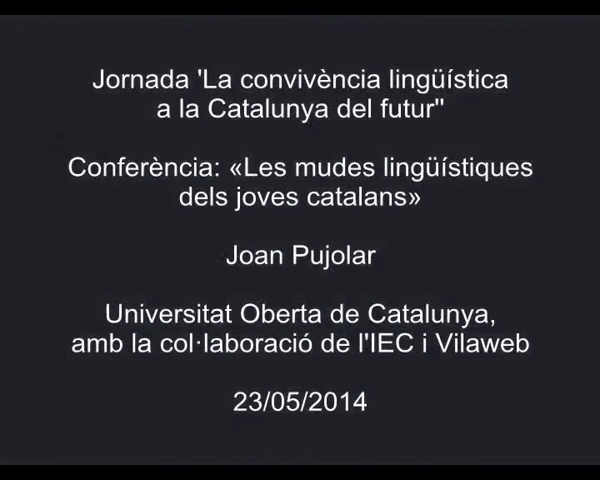 Jornada 'La convivència lingüística
a la Catalunya del futur"
Conferència: «Les mudes lingüístiques
dels joves catalans»
Joan Pujolar
Universitat Oberta de Catalunya,
amb la col·laboració de l'IEC i Vilaweb
23/05/2014